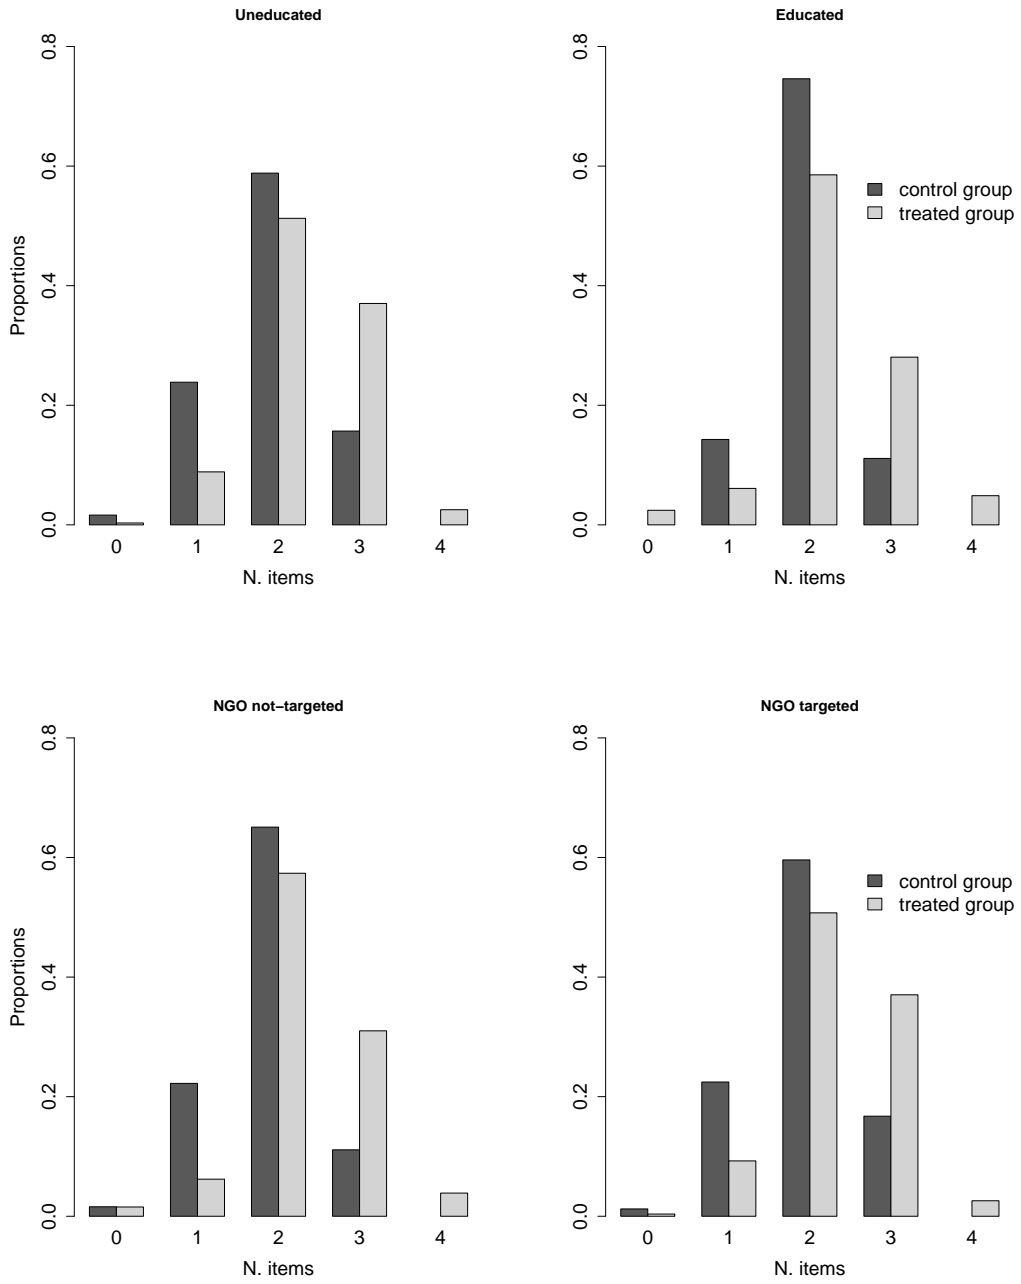 Uneducated
Proportions
0.0 0.2 0.4 0.6 0.8
0 1 2 3 4
N. items
Educated
0.0 0.2 0.4 0.6 0.8
control group
treated group
0 1 2 3 4
N. items
NGO not−targeted
Proportions
0.0 0.2 0.4 0.6 0.8
0 1 2 3 4
N. items
NGO targeted
0.0 0.2 0.4 0.6 0.8
control group
treated group
0 1 2 3 4
N. items